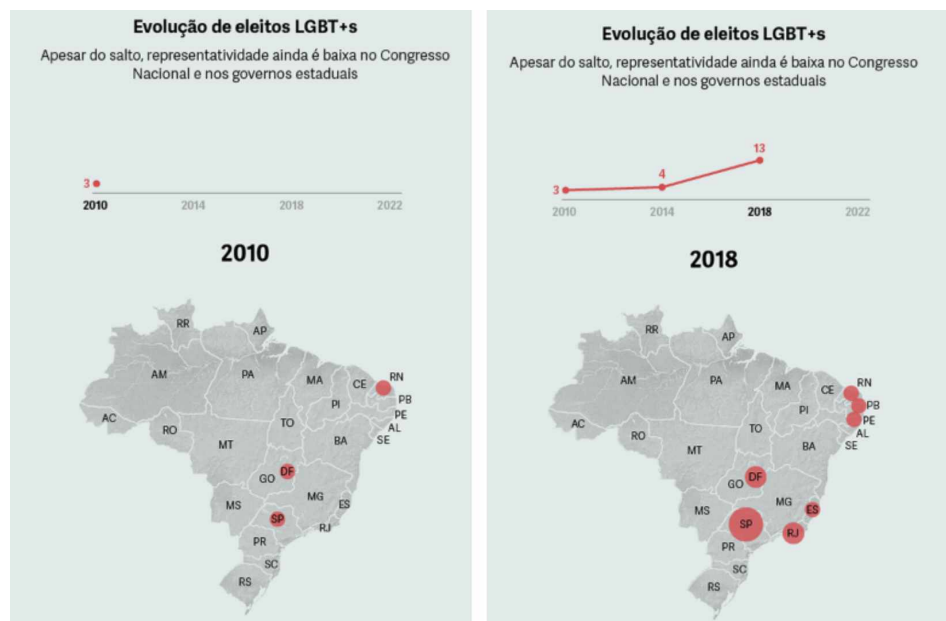 Evolução de eleitos LGBT+s
Apesar do salto, representatividade ainda é baixa no Congresso
Nacional e nos governos estaduais
3
2010 2014 2018 2022
2010
RR
AP
AM
PA
MA
CE
RN
PB
PI
PE
AC
TO
AL
RO
SE
BA
MT
DF
GO
MG
MS
ES
SP
RJ
PR
SC
RS
Evolução de eleitos LGBT+s
Apesar do salto, representatividade ainda é baixa no Congresso
Nacional e nos governos estaduais
13
4
3
2010 2014 2018 2022
2018
RR
AP
AM
PA
MA
CE
RN
PB
PI
PE
AC
TO
AL
RO
SE
BA
MT
DF
GO
MG
MS
ES
SP
RJ
PR
SC
RS